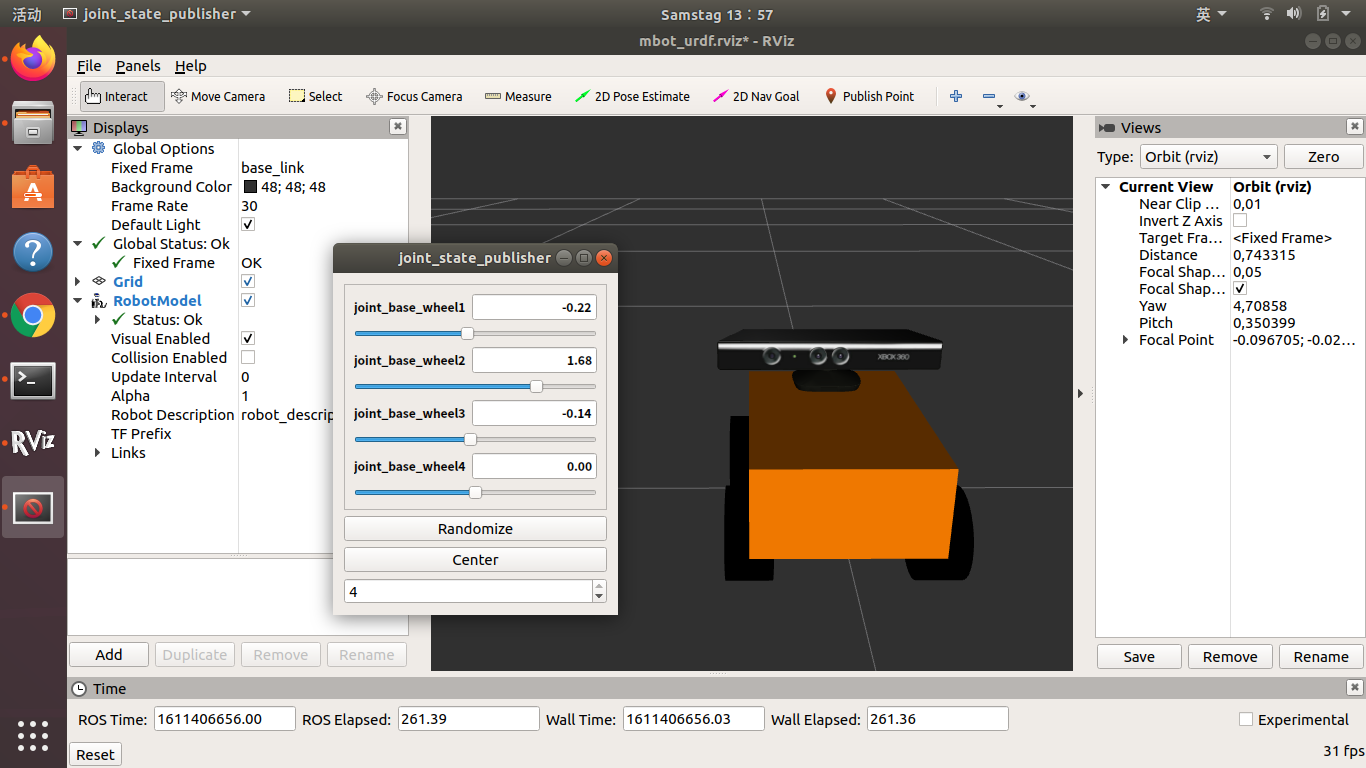 活动 joint_state_publisher Samstag 13：57 英
mbot_urdf.rviz* - RViz
File Panels Help
Interact Move Camera Select Focus Camera Measure 2D Pose Estimate 2D Nav Goal Publish Point
Displays
Global Options
Fixed Frame base_link
Background Color 48; 48; 48
Frame Rate 30
Default Light
Global Status: Ok
Fixed Frame OK
Grid
RobotModel
Status: Ok
Visual Enabled
Collision Enabled
Update Interval 0
Alpha 1
Robot Description robot_descrip
TF Prefix
Links
Add Duplicate Remove Rename
joint_state_publisher
joint_base_wheel1 -0.22
joint_base_wheel2 1.68
joint_base_wheel3 -0.14
joint_base_wheel4 0.00
Randomize
Center
4
XBOX 360
Views
Type: Orbit (rviz) Zero
Current View Orbit (rviz)
Near Clip ... 0,01
Invert Z Axis
Target Fra... <Fixed Frame>
Distance 0,743315
Focal Shap... 0,05
Focal Shap...
Yaw 4,70858
Pitch 0,350399
Focal Point -0.096705; -0.02...
Save Remove Rename
RViz
Time
ROS Time: 1611406656.00 ROS Elapsed: 261.39 Wall Time: 1611406656.03 Wall Elapsed: 261.36 Experimental
Reset 31 fps